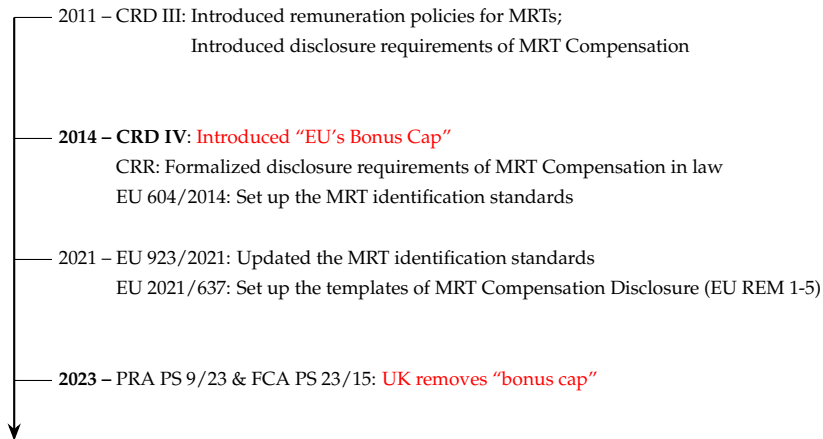 2011 – CRD III: Introduced remuneration policies for MRTs;
Introduced disclosure requirements of MRT Compensation
2014 – CRD IV: Introduced “EU’s Bonus Cap”
CRR: Formalized disclosure requirements of MRT Compensation in law
EU 604/2014: Set up the MRT identification standards
2021 – EU 923/2021: Updated the MRT identification standards
EU 2021/637: Set up the templates of MRT Compensation Disclosure (EU REM 1-5)
2023 – PRA PS 9/23 & FCA PS 23/15: UK removes “bonus cap”